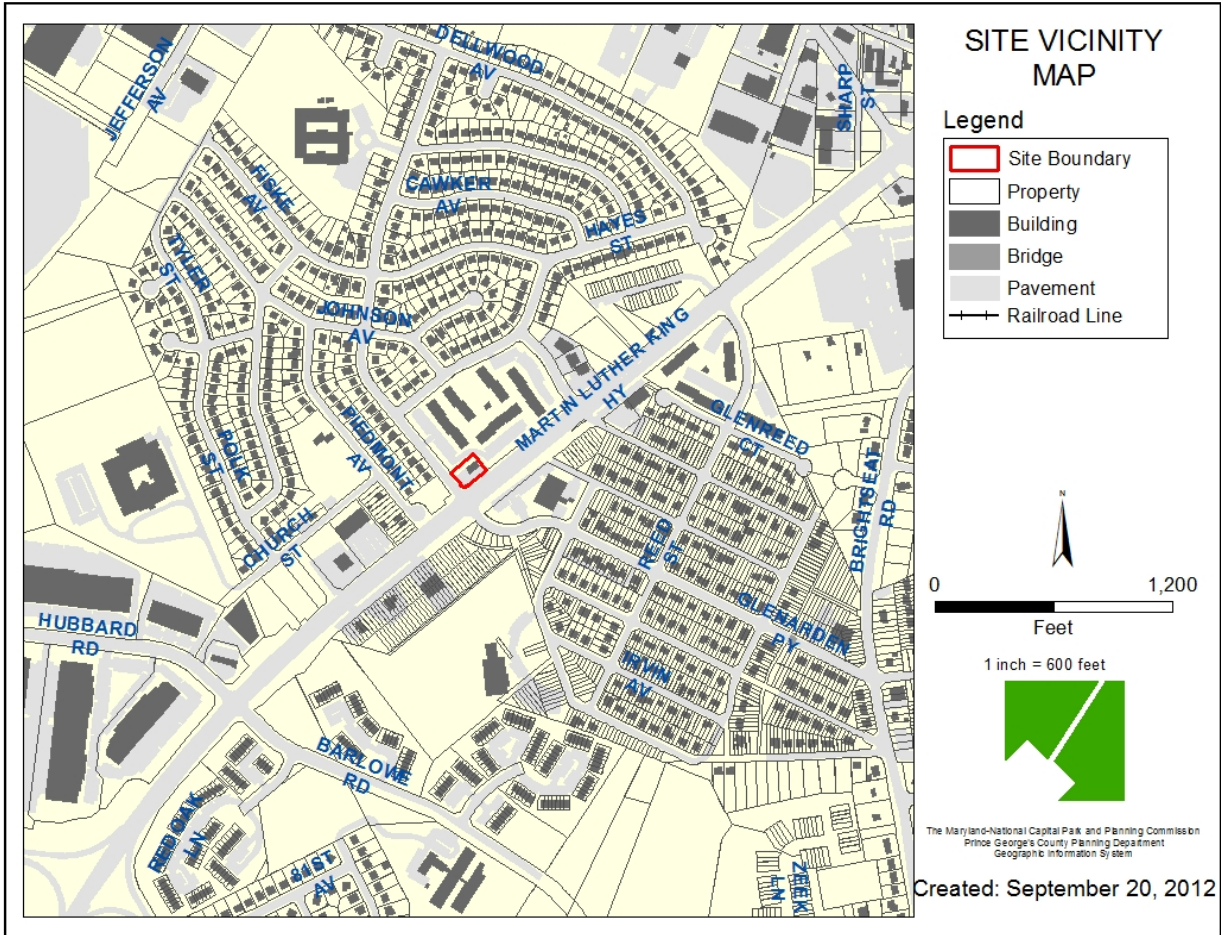 SITE VICINITY
MAP
Legend
Site Boundary
Property
Building
Bridge
Pavement
Railroad Line
N
0 1,200
Feet
1 inch = 600 feet
The Maryland-National Capital Park and Planning Commission
Prince George's County Planning Department
Geographic Information System
Created: September 20, 2012
DELLWOOD
AV
JEFFERSON
AV
SHARP
ST
FISKE
AV
CAWKER
AV
HAYES
ST
TYLER
ST
JOHNSON
AV
MARTIN LUTHER KING
HY
PIEDMONT
AV
POLK
ST
GLENREED
CT
BRIGHTSEAT
RD
CHURCH
ST
REED
ST
HUBBARD
RD
GLENARDEN
PY
IRVIN
AV
BARLOWE
RD
RED OAK
LN
81ST
AV
ZEEK
LN